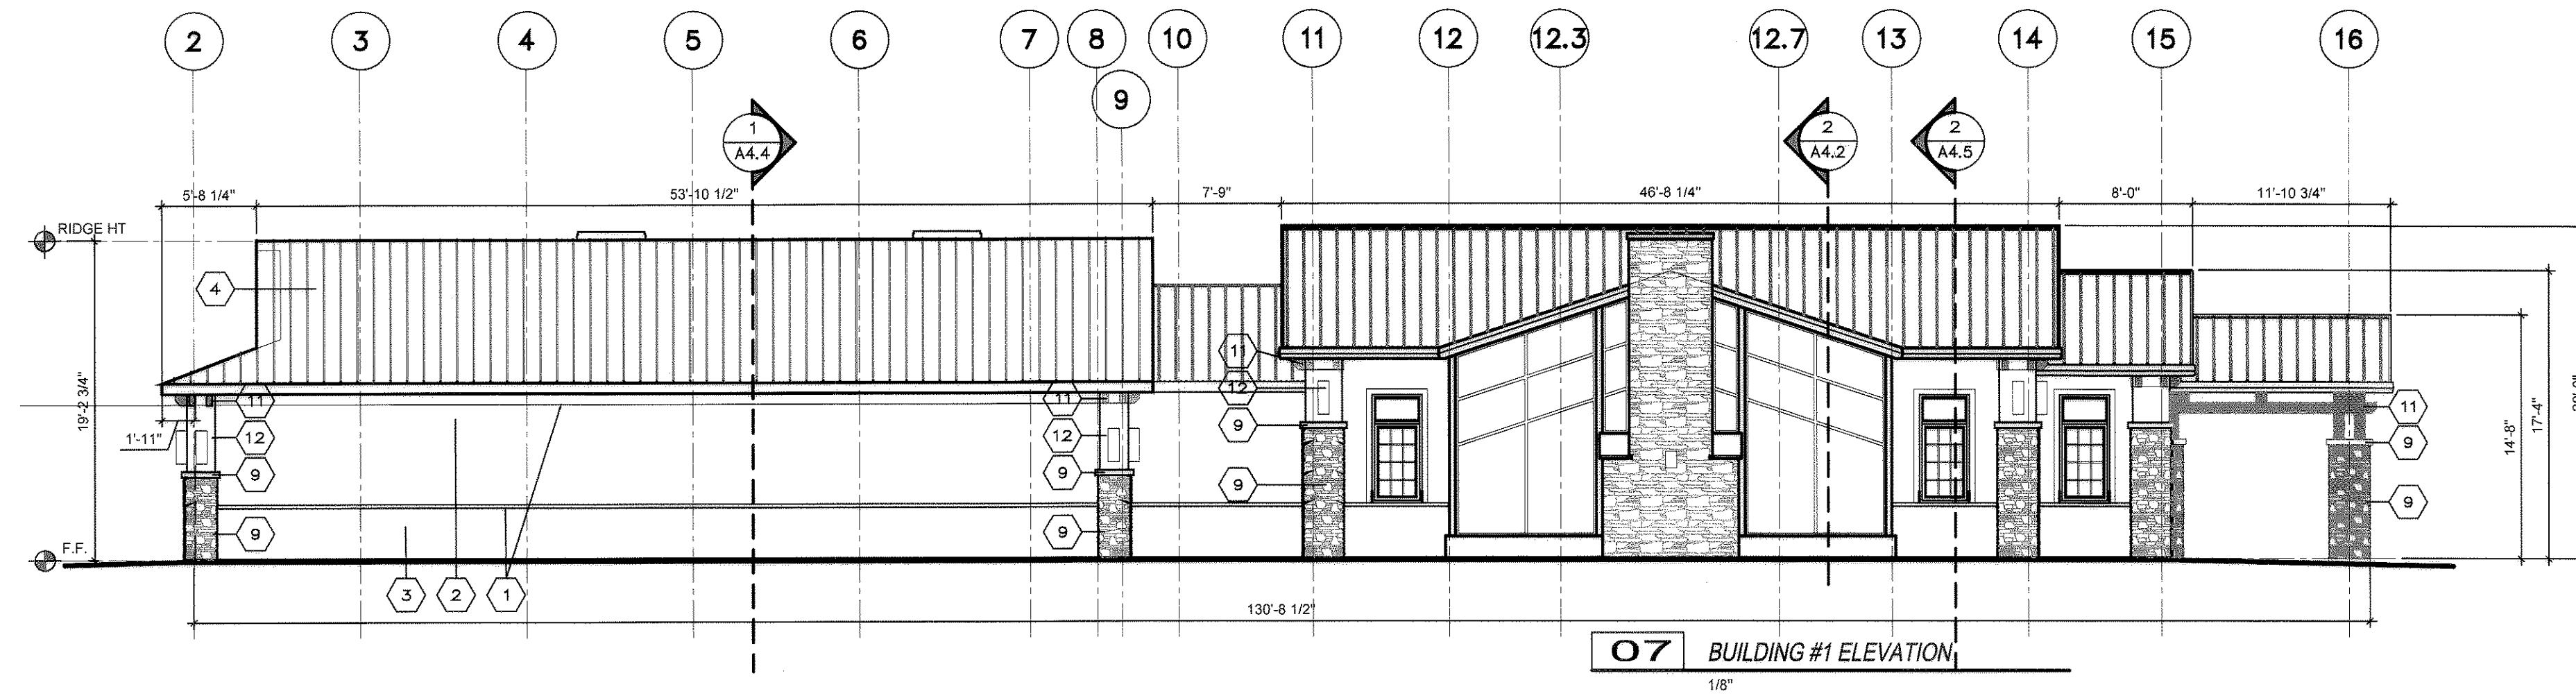 2 3 4 5 6 7 8 10 11 12 12.3 12.7 13 14 15 16
9
1
A4.4
2
A4.2
2
A4.5
5'-8 1/4" 53'-10 1/2" 7'-9" 46'-8 1/4" 8'-0" 11'-10 3/4"
RIDGE HT
4
11
12
11 11 11
19'-2 3/4"
9
12 12
1'-11"
9
14'-8"
17'-4"
9 9
9
9
9 9
F.F.
3 2 1
130'-8 1/2"
07 BUILDING #1 ELEVATION
1/8"